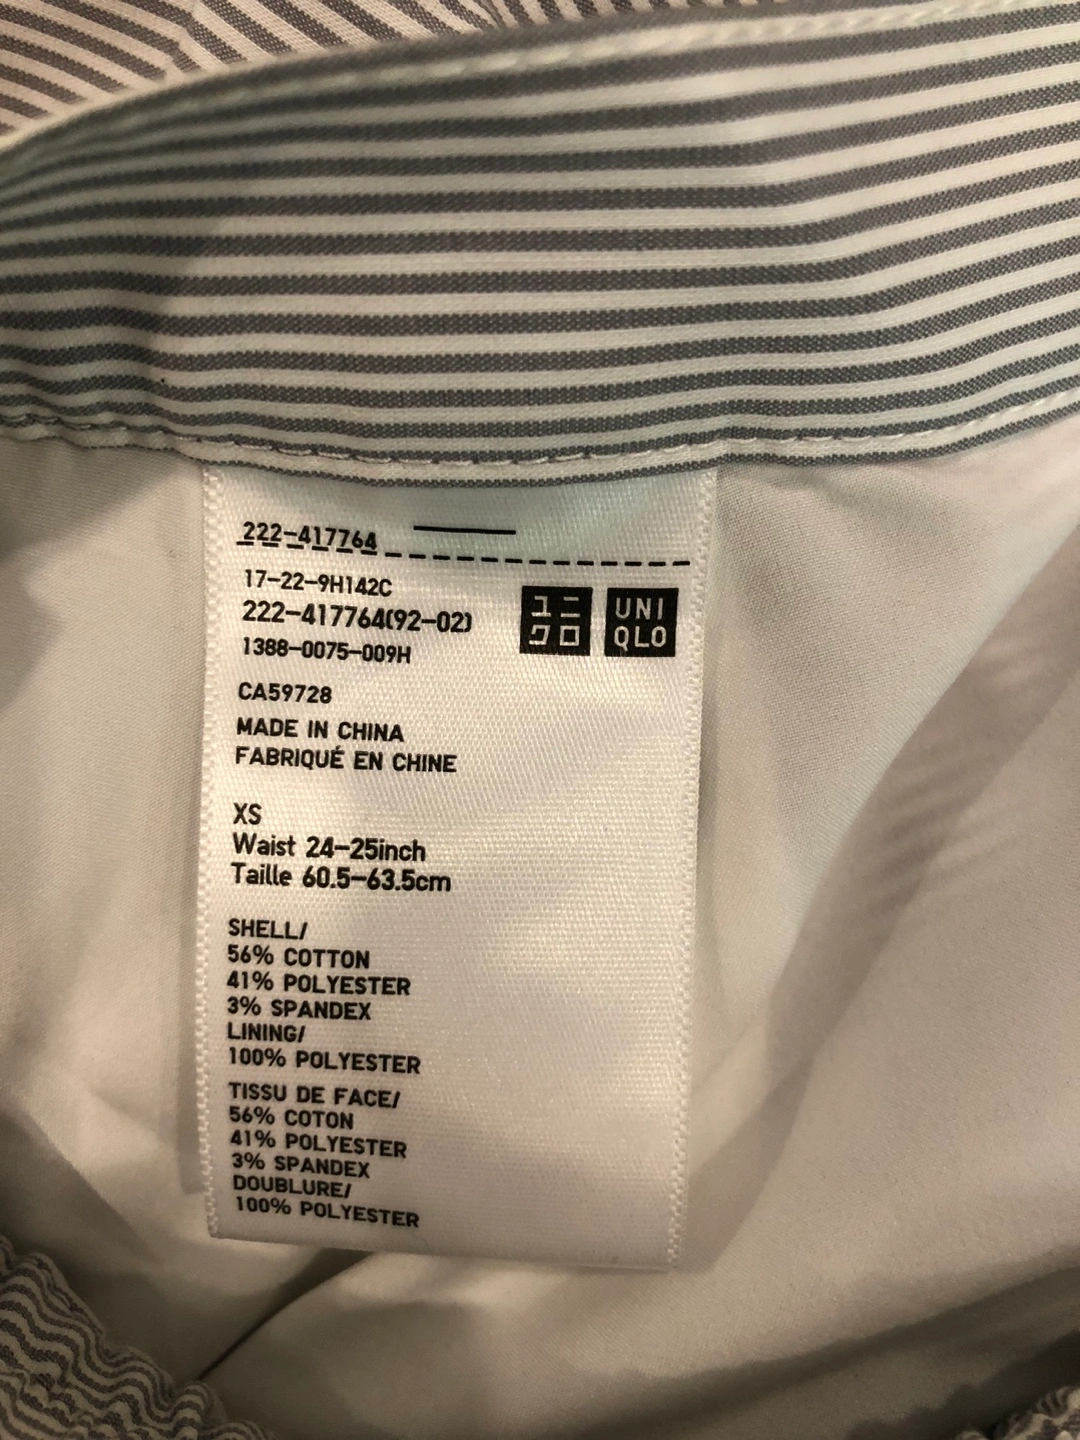 222-417764
17-22-9H142C
222-417764(92-02)
1388-0075-009H
ユニ
クロ
UNI
QLO
CA59728
MADE IN CHINA
FABRIQUÉ EN CHINE
XS
Waist 24-25inch
Taille 60.5-63.5cm
SHELL/
56% COTTON
41% POLYESTER
3% SPANDEX
LINING/
100% POLYESTER
TISSU DE FACE/
56% COTON
41% POLYESTER
3% SPANDEX
DOUBLURE/
100% POLYESTER